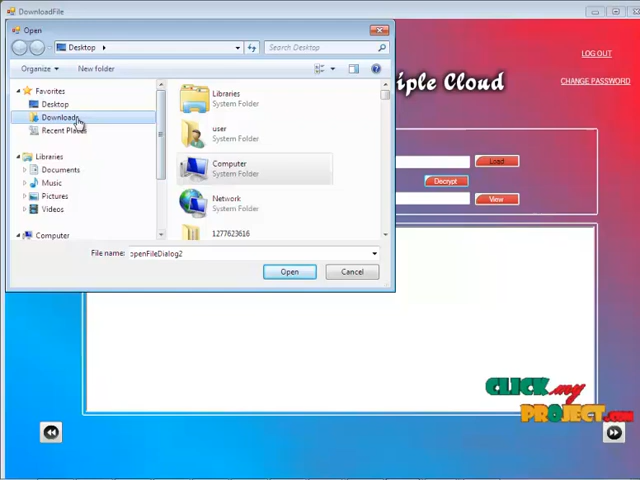 DownloadFile
Open
Desktop
Search Desktop
Organize
New folder
Favorites
Desktop
Downloads
Recent Places
Libraries
Documents
Music
Pictures
Videos
Computer
Libraries
System Folder
user
System Folder
Computer
System Folder
Network
System Folder
1277623616
File name:
openFileDialog2
Open
Cancel
LOG OUT
CHANGE PASSWORD
iple Cloud
Load
Decrypt
View
CLICK my
PROJECT.com